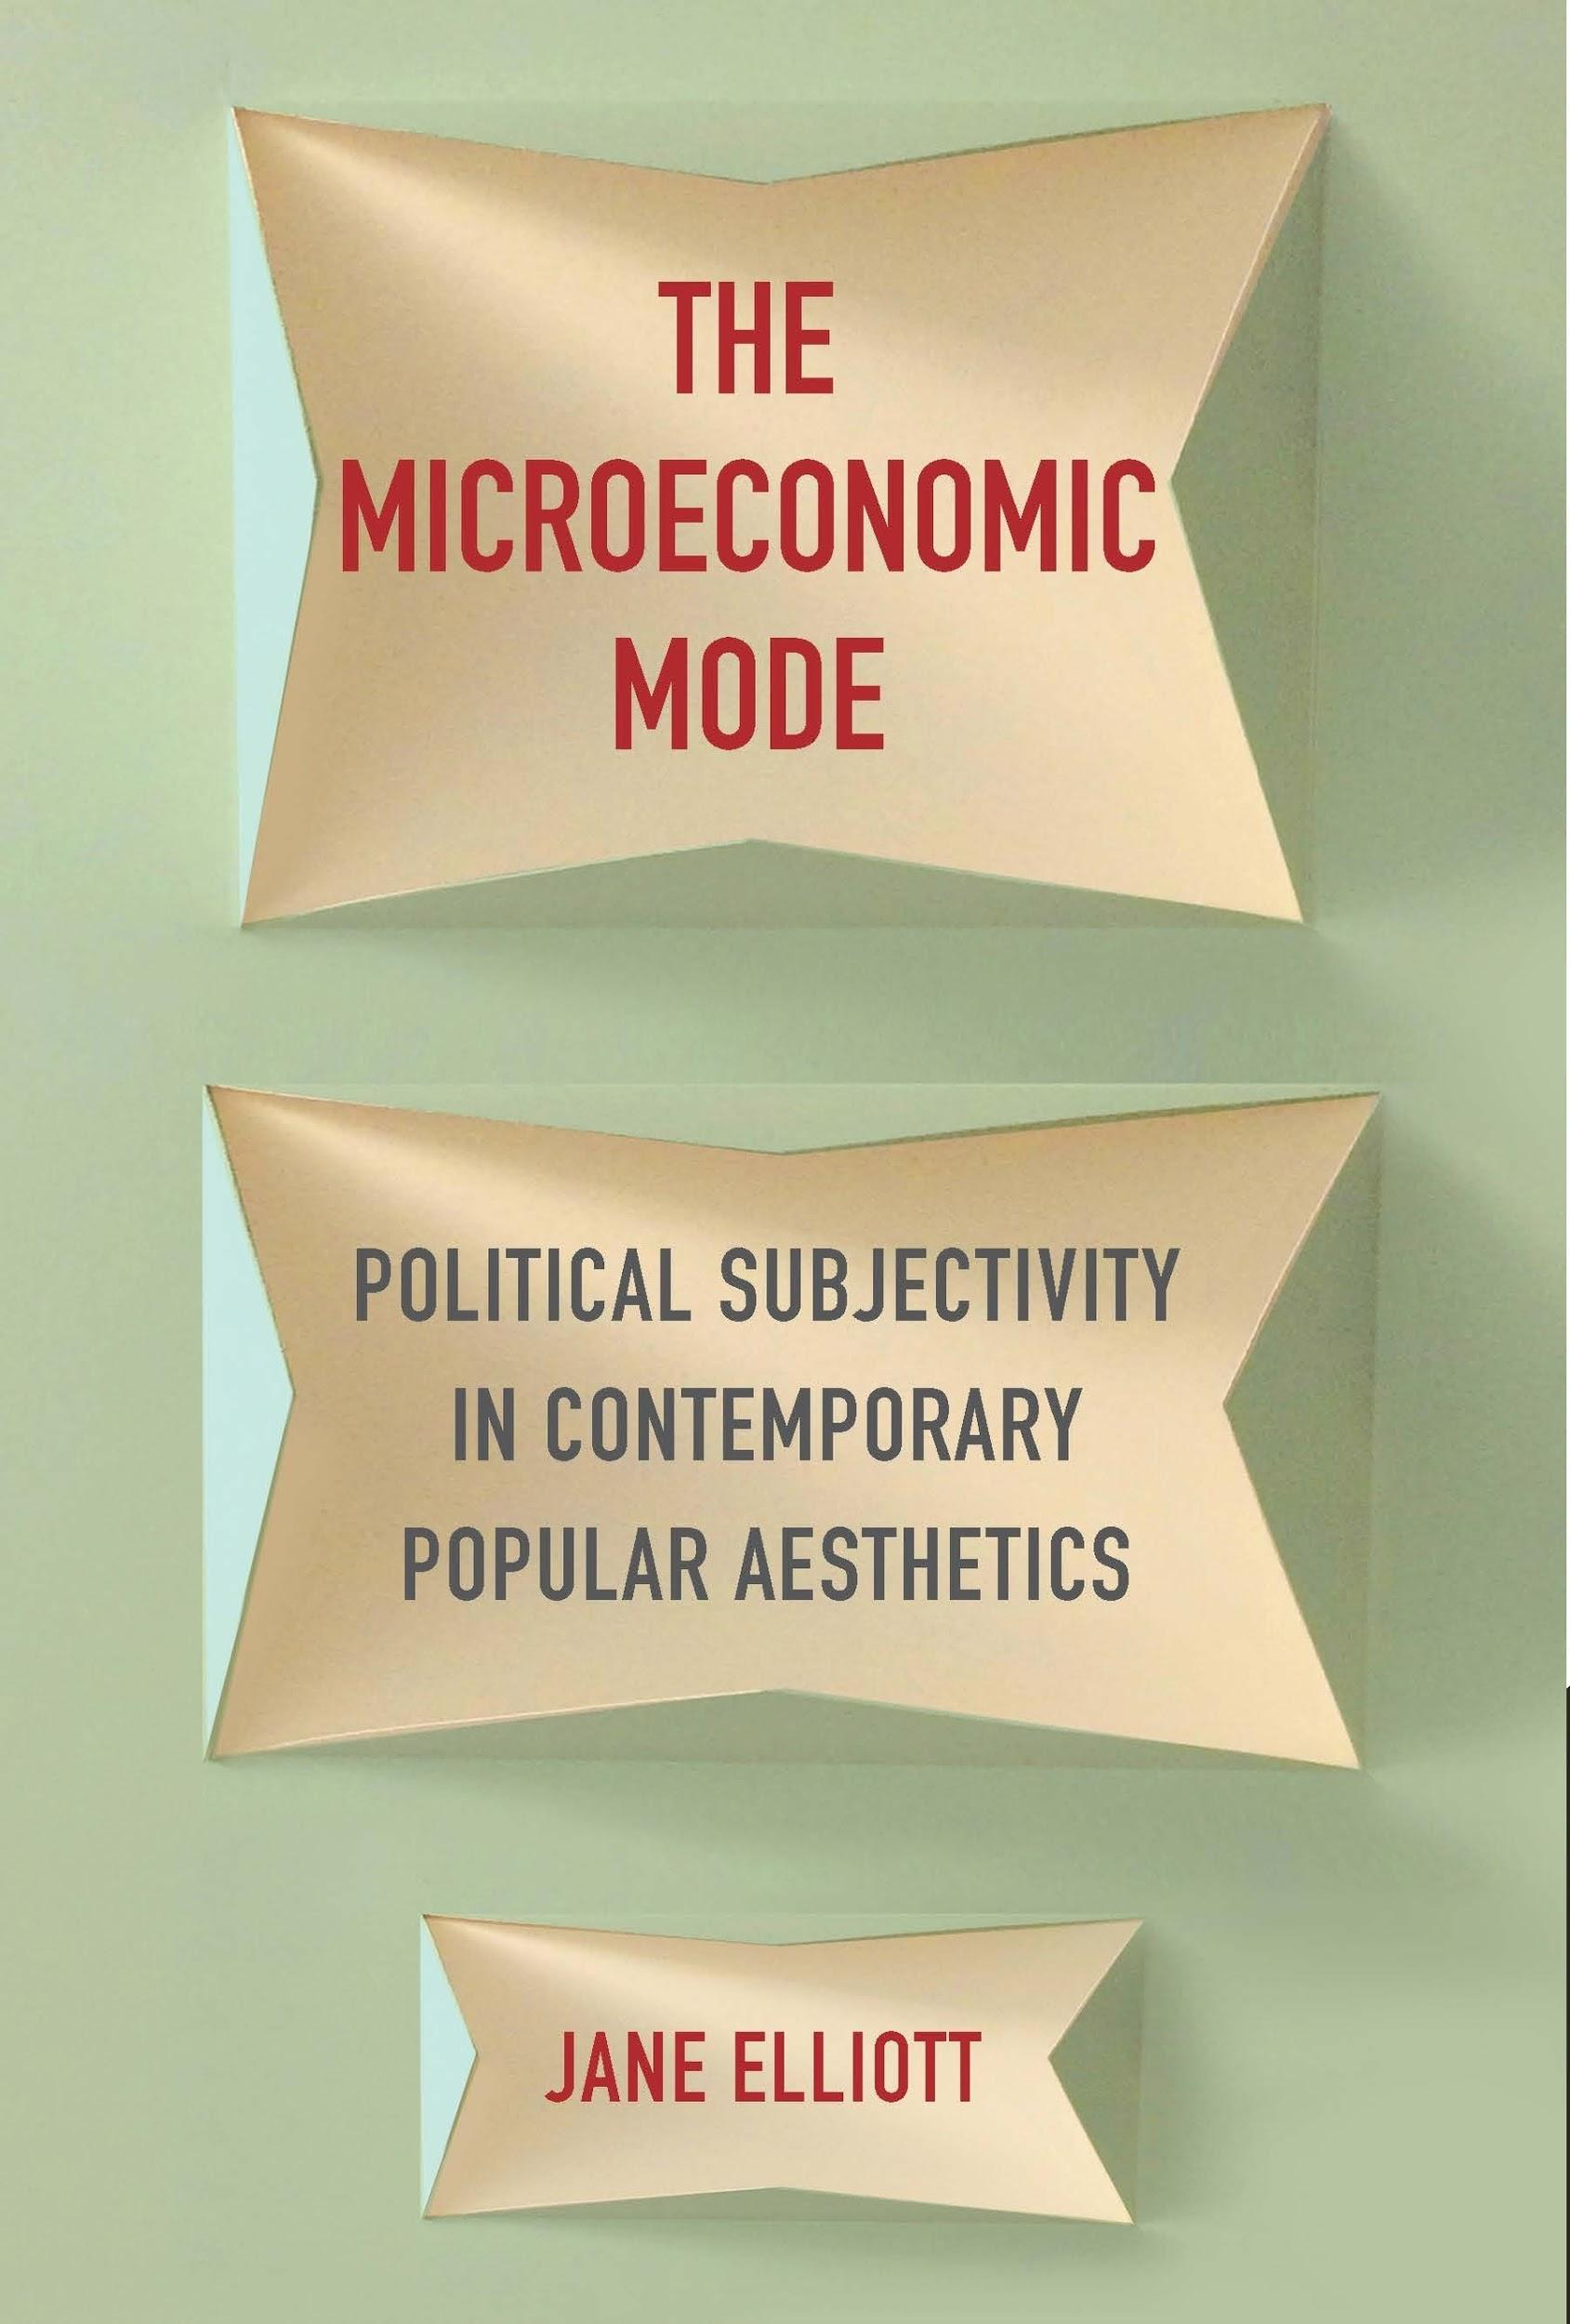 THE
MICROECONOMIC
MODE
POLITICAL SUBJECTIVITY
IN CONTEMPORARY
POPULAR AESTHETICS
JANE ELLIOTT